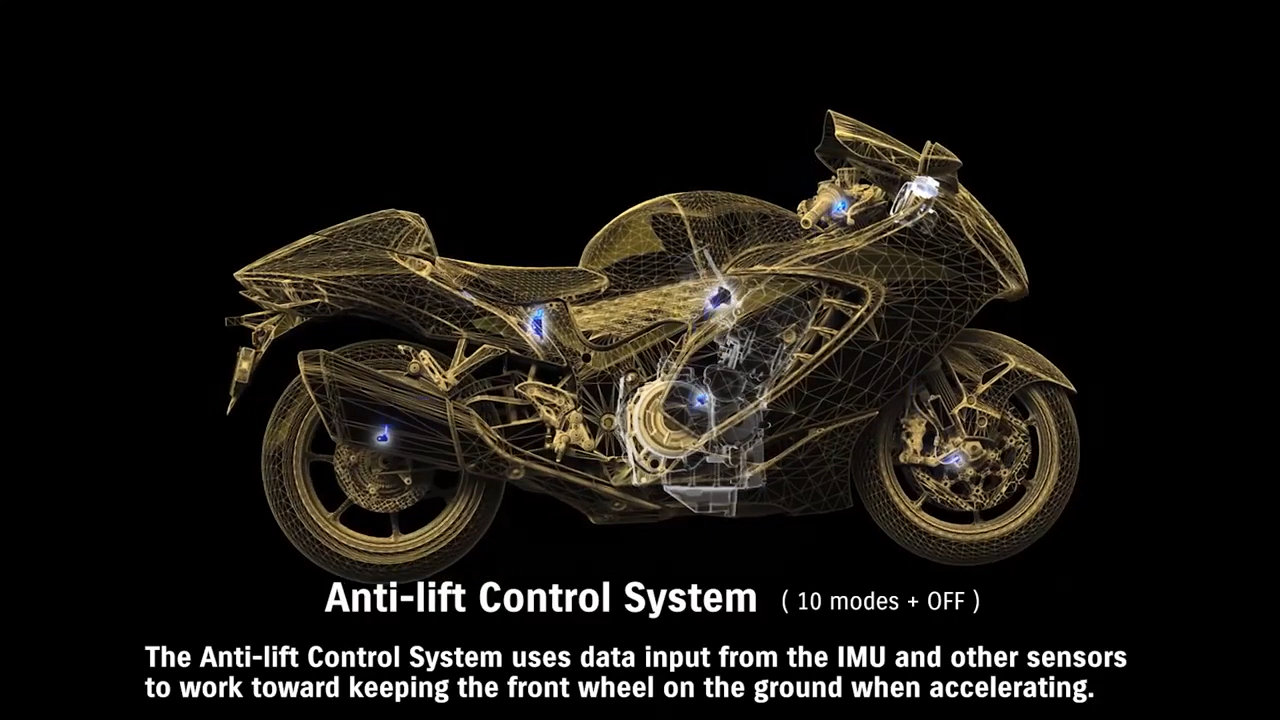 Anti-lift Control System ( 10 modes + OFF )
The Anti-lift Control System uses data input from the IMU and other sensors
to work toward keeping the front wheel on the ground when accelerating.